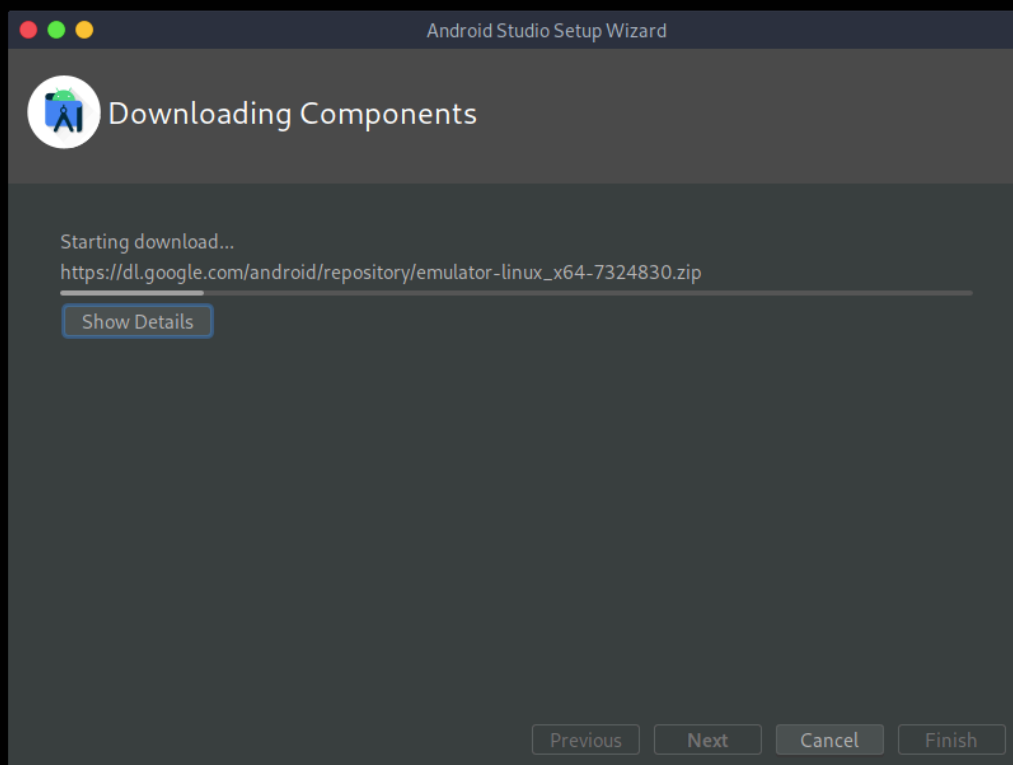 Android Studio Setup Wizard
Downloading Components
Starting download...
https://dl.google.com/android/repository/emulator-linux_x64-7324830.zip
Show Details
Previous Next Cancel Finish